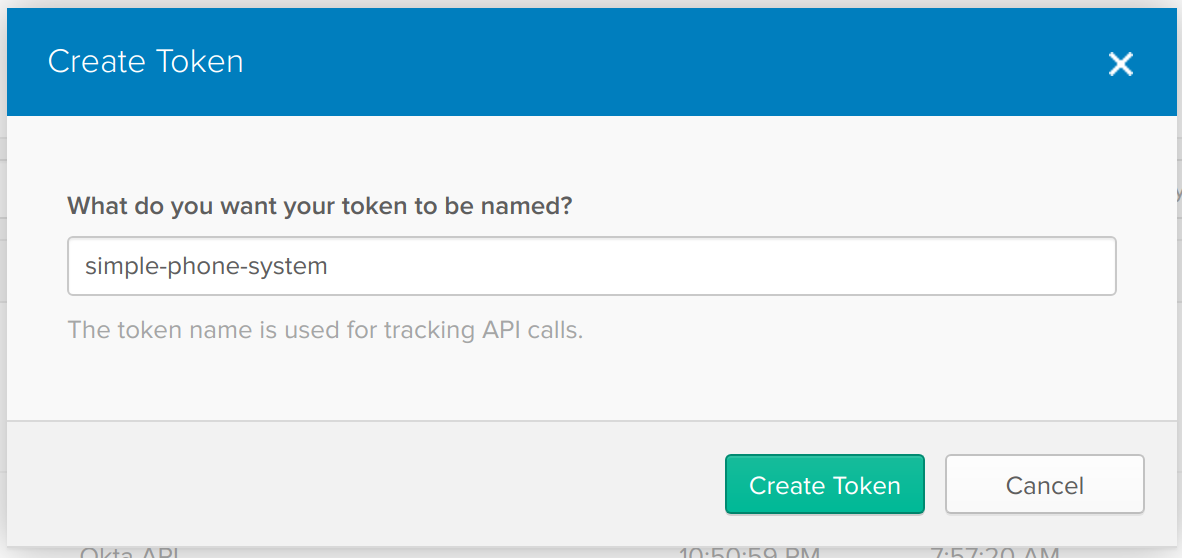 Create Token
What do you want your token to be named?
simple-phone-system
The token name is used for tracking API calls.
Create Token
Cancel
Okta API 10:50:59 PM 7:57:20 AM